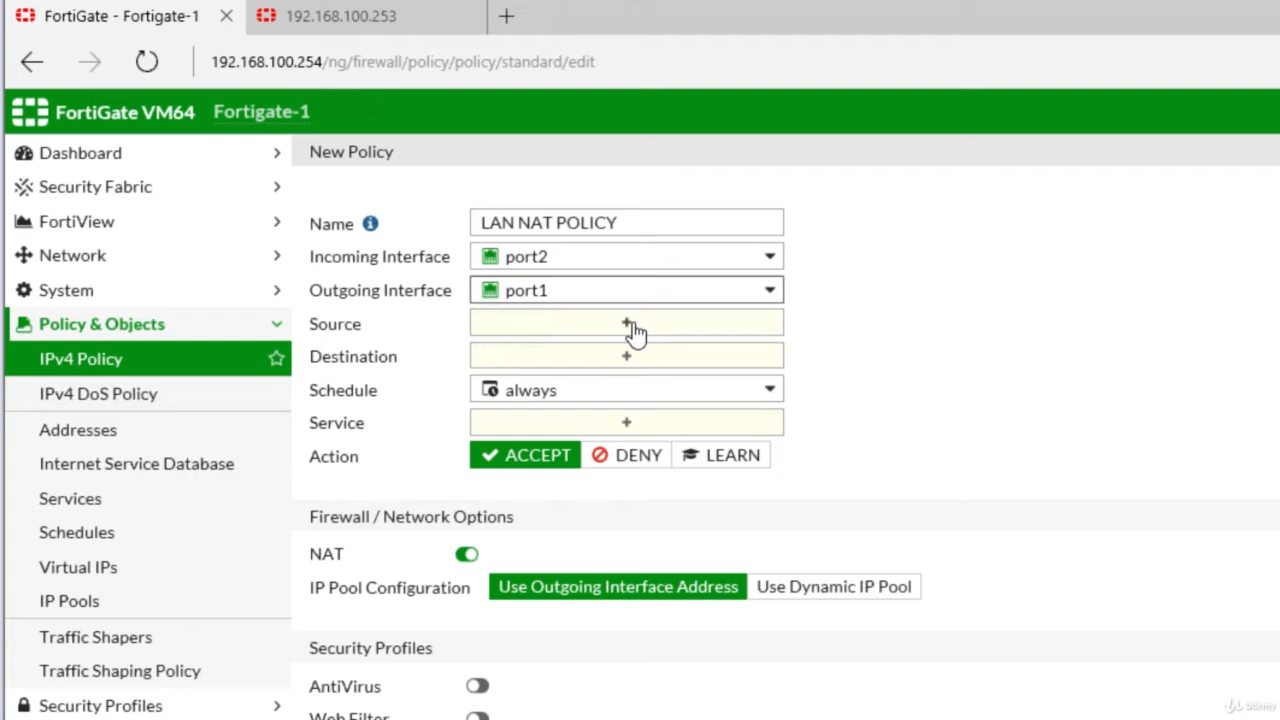 FortiGate - Fortigate-1
192.168.100.253
192.168.100.254/ng/firewall/policy/policy/standard/edit
FortiGate VM64 Fortigate-1
Dashboard
Security Fabric
FortiView
Network
System
Policy & Objects
IPv4 Policy
IPv4 DoS Policy
Addresses
Internet Service Database
Services
Schedules
Virtual IPs
IP Pools
Traffic Shapers
Traffic Shaping Policy
Security Profiles
New Policy
Name LAN NAT POLICY
Incoming Interface port2
Outgoing Interface port1
Source
Destination
Schedule always
Service
Action ACCEPT DENY LEARN
Firewall / Network Options
NAT
IP Pool Configuration Use Outgoing Interface Address Use Dynamic IP Pool
Security Profiles
AntiVirus
Web Filter
Udemy